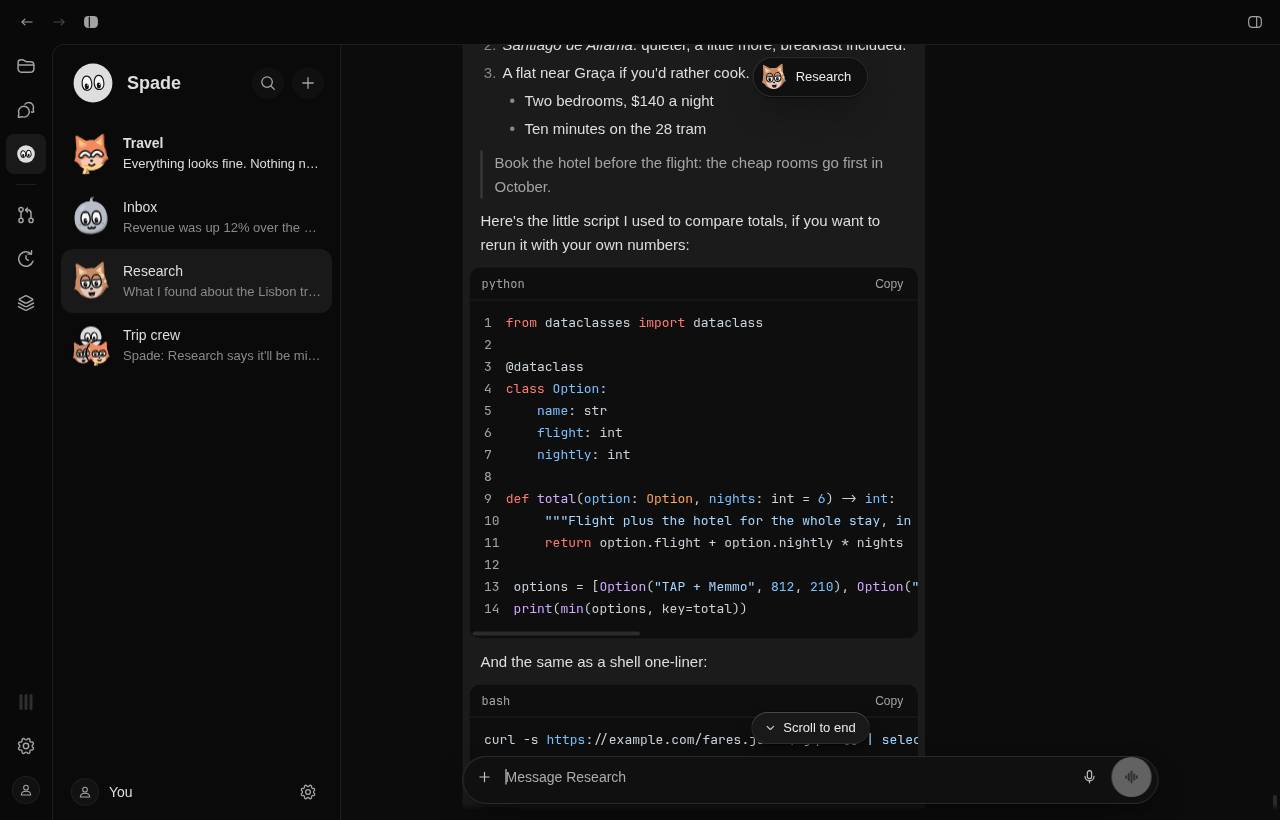 Spade
Travel
Everything looks fine. Nothing n…
Inbox
Revenue was up 12% over the …
Research
What I found about the Lisbon tr…
Trip crew
Spade: Research says it'll be mi…
You
2. Santiago de Alfama: quieter, a little more, breakfast included.
3. A flat near Graça if you'd rather cook.
Research
• Two bedrooms, $140 a night
• Ten minutes on the 28 tram
Book the hotel before the flight: the cheap rooms go first in
October.
Here's the little script I used to compare totals, if you want to
rerun it with your own numbers:
python Copy
1 from dataclasses import dataclass
2
3 @dataclass
4 class Option:
5     name: str
6     flight: int
7     nightly: int
8
9 def total(option: Option, nights: int = 6) -> int:
10     """Flight plus the hotel for the whole stay, in
11     return option.flight + option.nightly * nights
12
13 options = [Option("TAP + Memmo", 812, 210), Option("
14 print(min(options, key=total))
And the same as a shell one-liner:
bash Copy
Scroll to end
curl -s https://example.com/fares.j | selec
Message Research